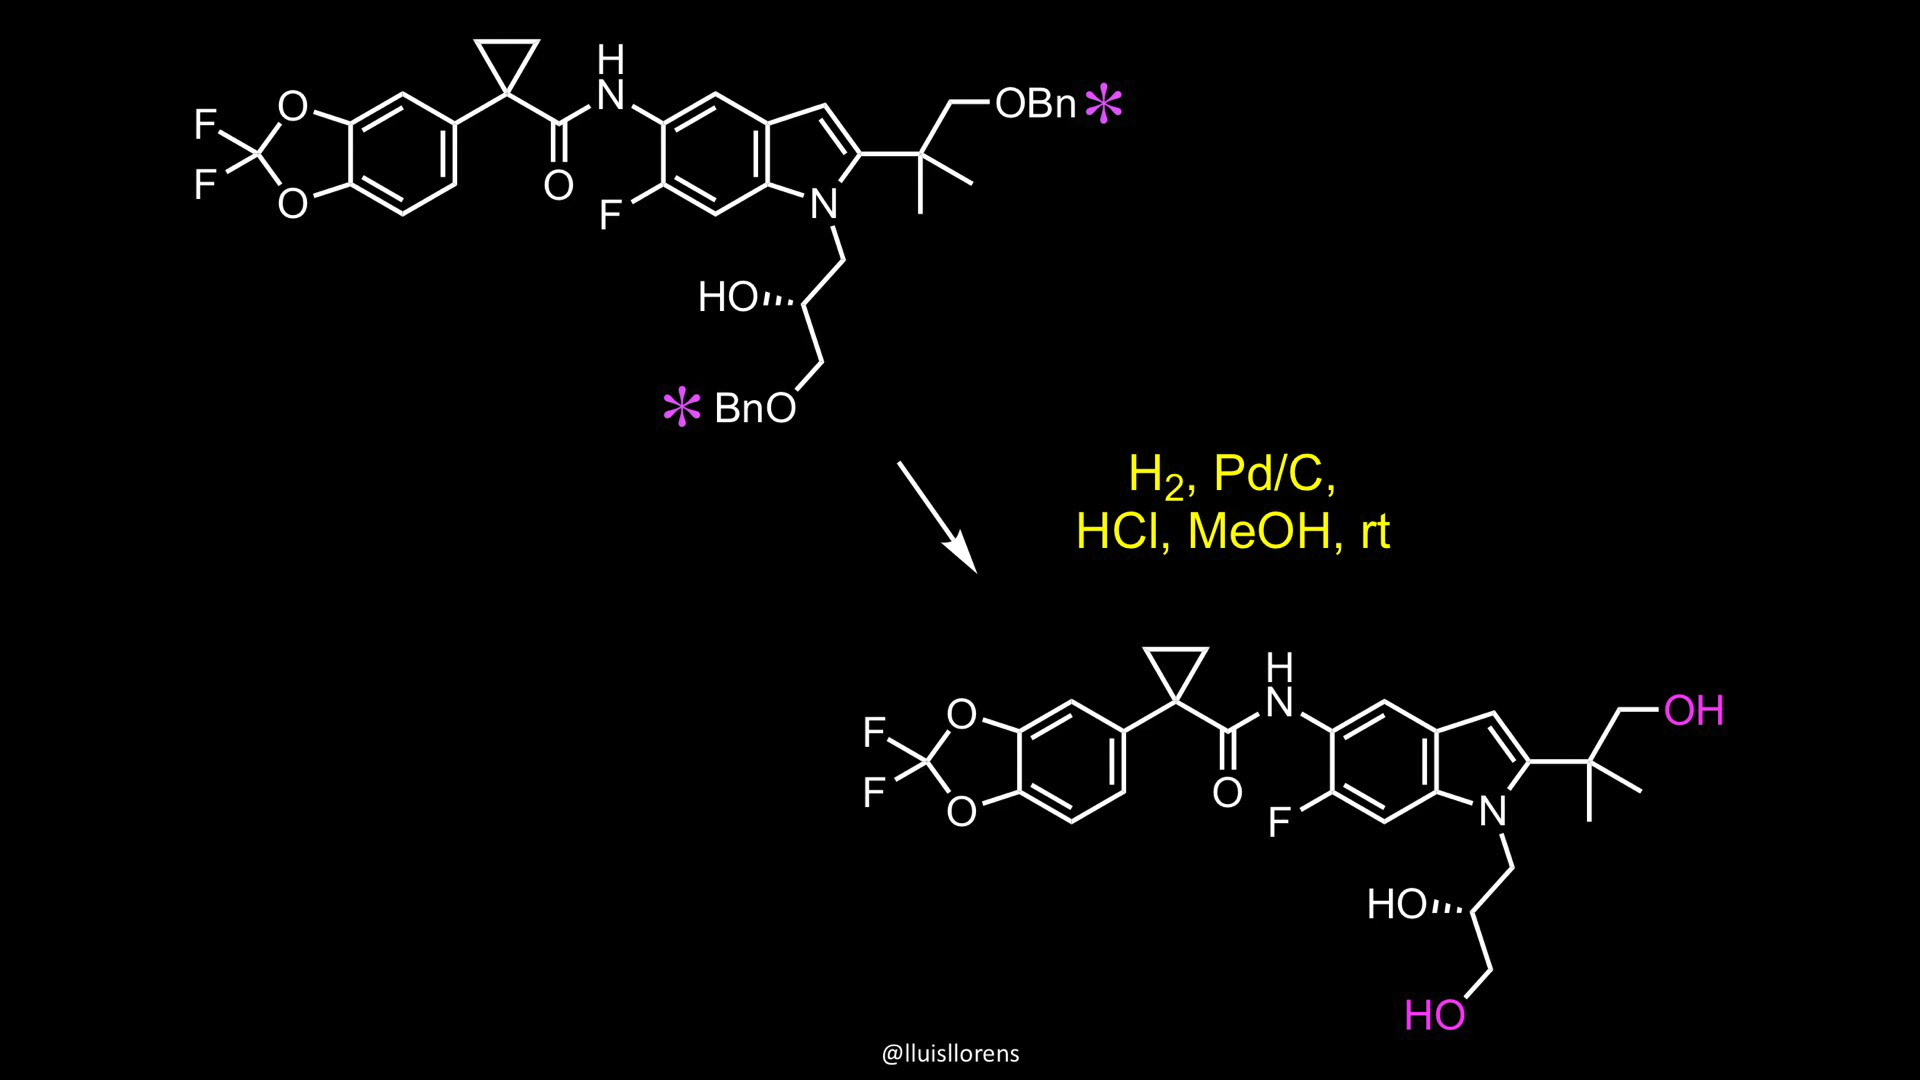 H
N
OBn*
F
O
F
O
O
F
N
HO
*BnO
H₂, Pd/C,
HCl, MeOH, rt
H
N
OH
F
O
F
O
O
F
N
HO
HO
@lluisllorens